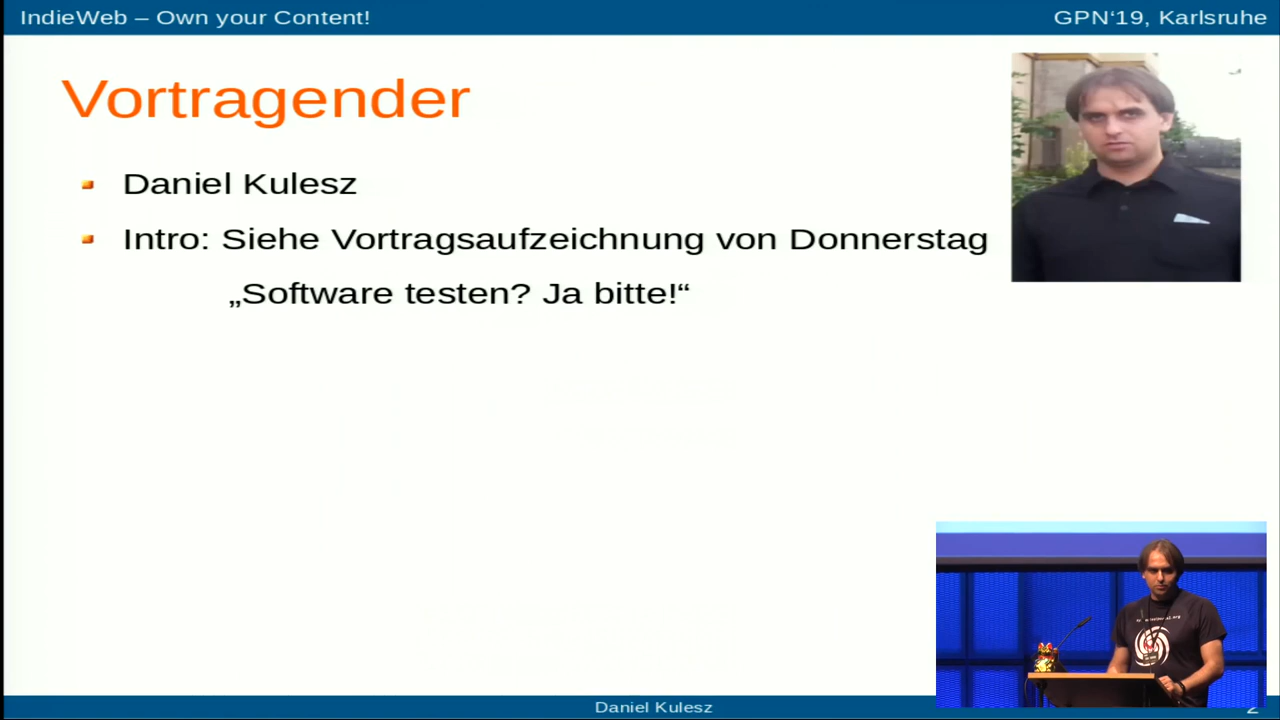 IndieWeb – Own your Content!
GPN‘19, Karlsruhe
Vortragender
Daniel Kulesz
Intro: Siehe Vortragsaufzeichnung von Donnerstag
„Software testen? Ja bitte!“
Daniel Kulesz
2